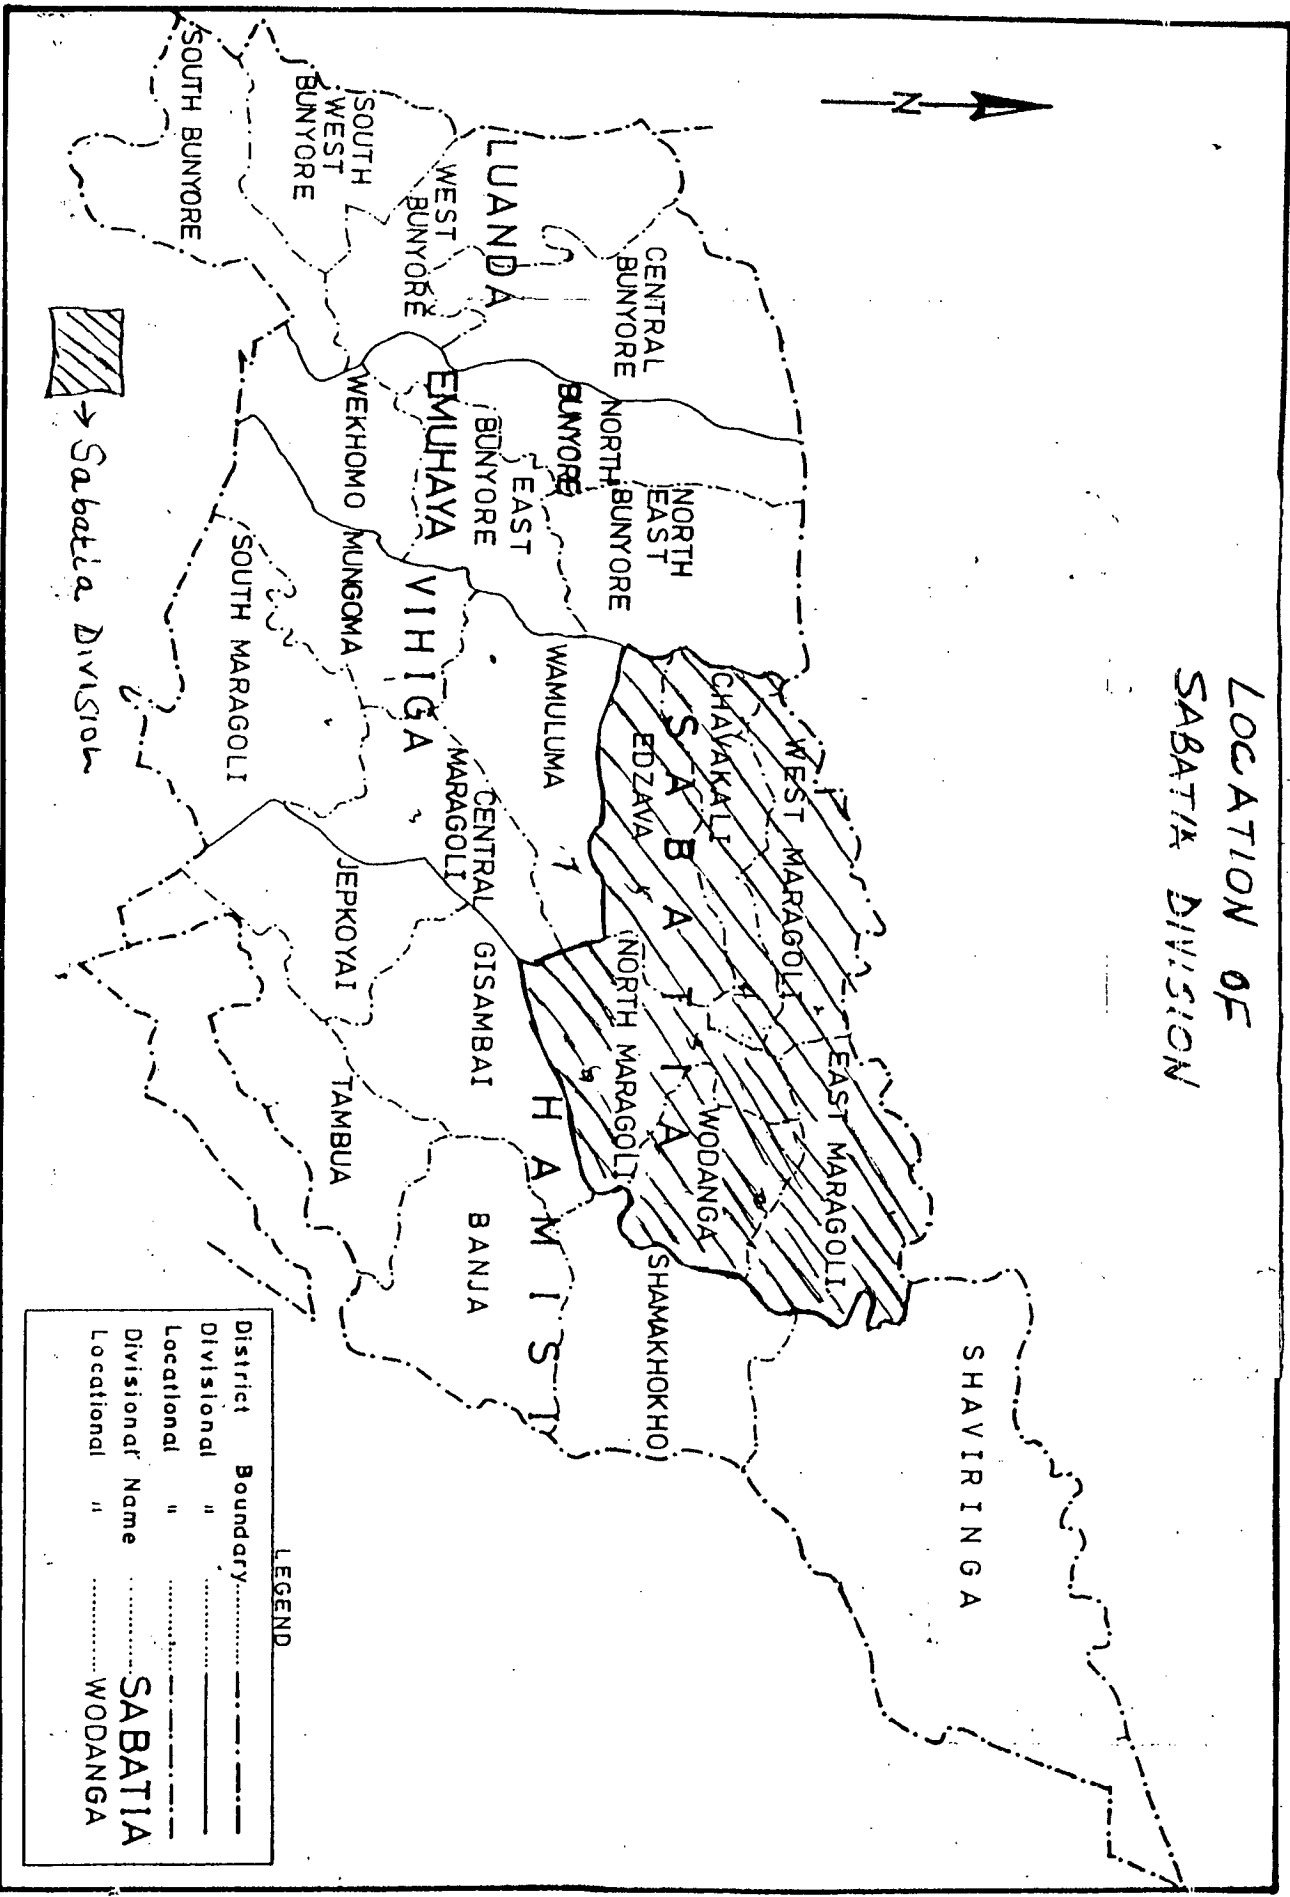 LOCATION OF
SABATIA DIVISION
N
LUANDA
CENTRAL
BUNYORE
WEST
BUNYORE
SOUTH
WEST
BUNYORE
SOUTH BUNYORE
NORTH
BUNYORE
NORTH
EAST
BUNYORE
EAST
BUNYORE
EMUHAYA
WEKHOMO
MUNGOMA
VIHIGA
WAMULUMA
CENTRAL
MARAGOLI
SOUTH MARAGOLI
SABATIA
WEST MARAGOLI
CHAVAKALI
EDZAVA
NORTH MARAGOLI
EAST MARAGOLI
WODANGA
HAMISI
JEPKOYAI
GISAMBAI
TAMBUA
BANJA
SHAMAKHOKHO
SHAVIRINGA
→ Sabatia Division
LEGEND
District Boundary
Divisional "
Locational "
Divisional Name SABATIA
Locational " WODANGA